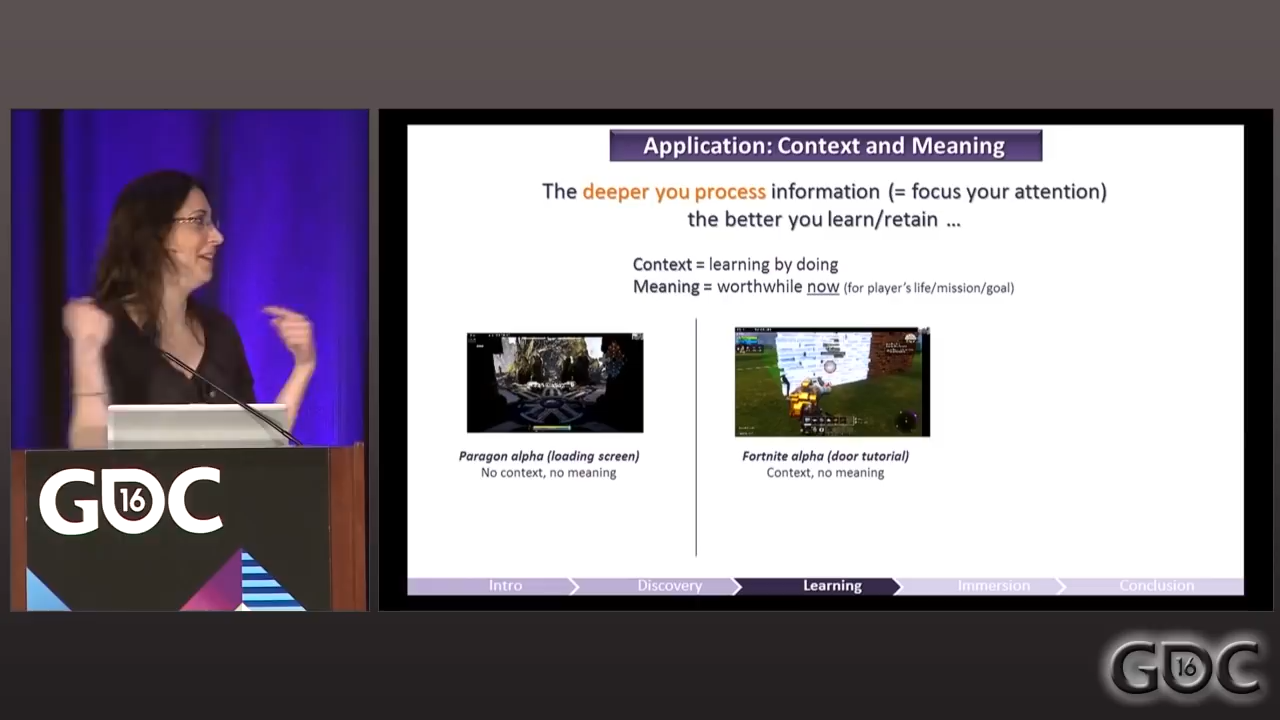 Application: Context and Meaning
The deeper you process information (= focus your attention)
the better you learn/retain ...
Context = learning by doing
Meaning = worthwhile now (for player's life/mission/goal)
Paragon alpha (loading screen)
No context, no meaning
Fortnite alpha (door tutorial)
Context, no meaning
Intro
Discovery
Learning
Immersion
Conclusion
GDC 16
GDC 16